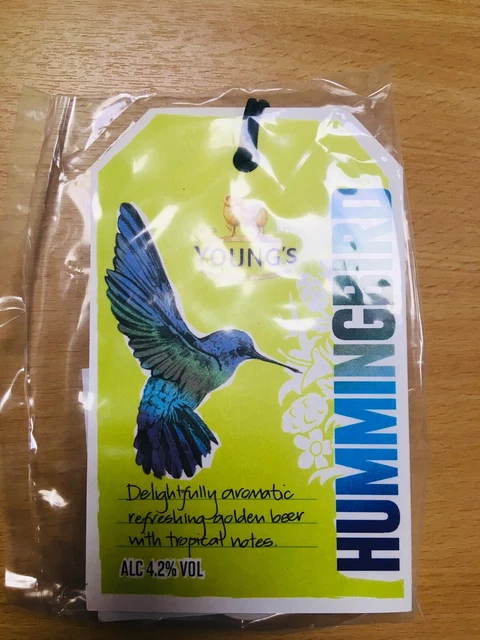 YOUNG'S
HUMMINGBIRD
Delightfully aromatic
refreshing golden beer
with tropical notes.
ALC 4.2% VOL